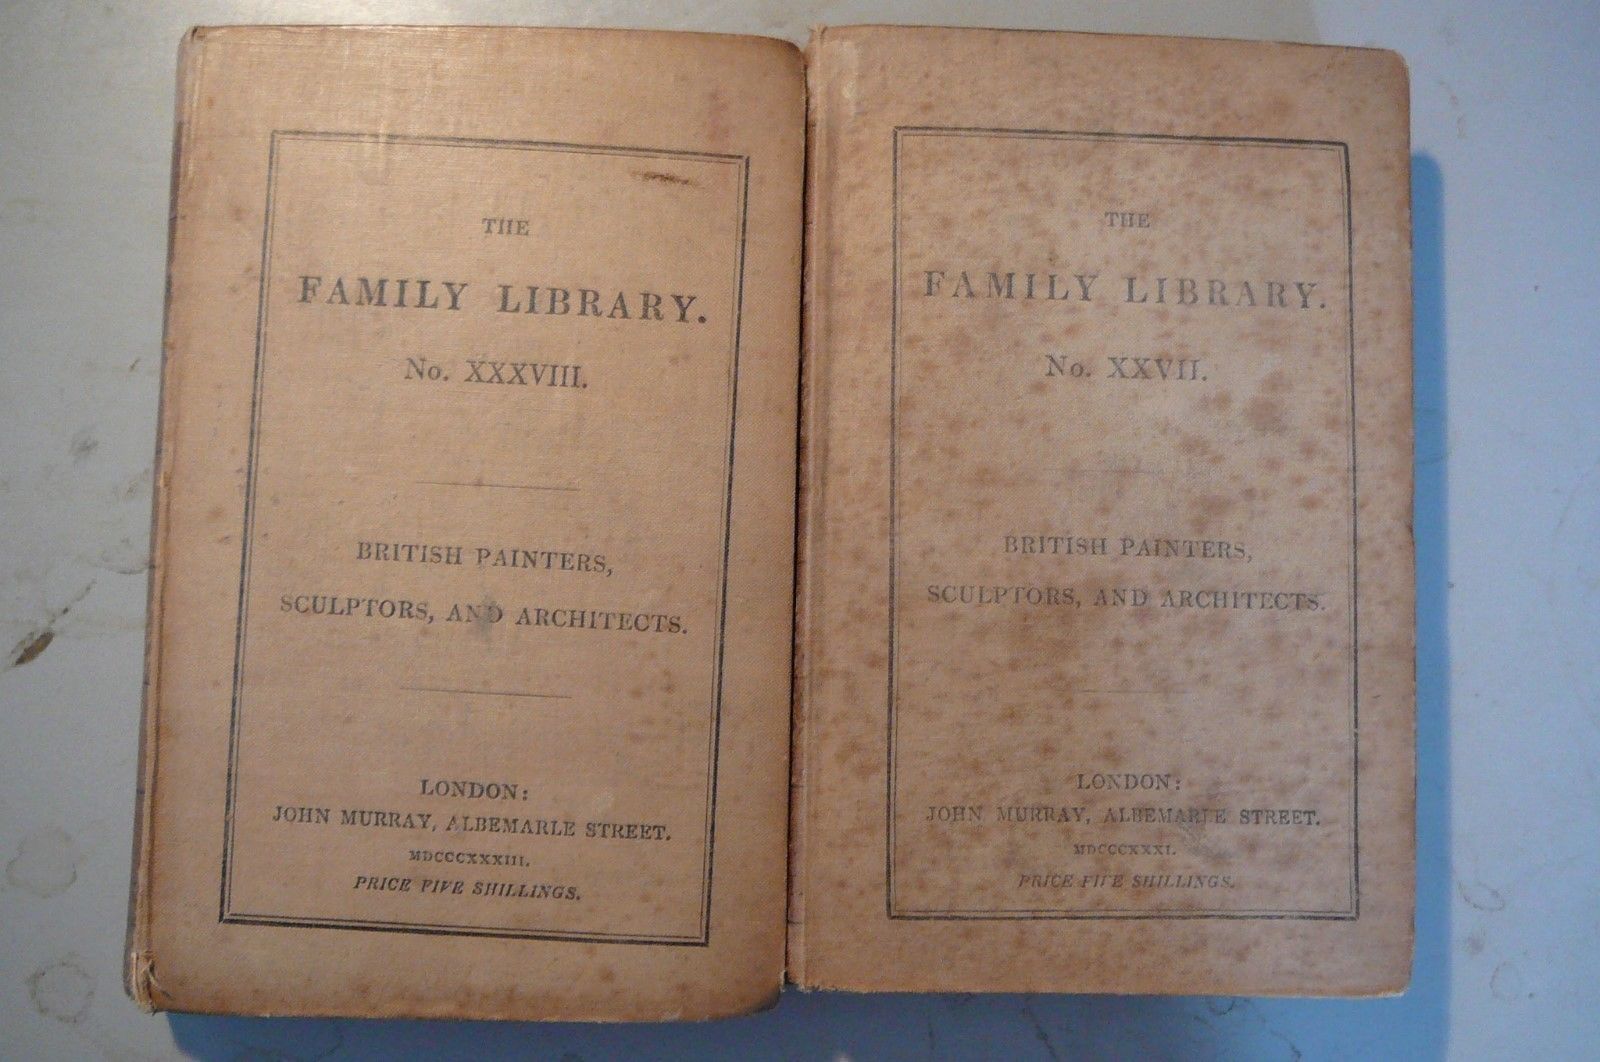 THE
FAMILY LIBRARY.
No. XXXVIII.
BRITISH PAINTERS,
SCULPTORS, AND ARCHITECTS.
LONDON:
JOHN MURRAY, ALBEMARLE STREET.
MDCCCXXXIII.
PRICE FIVE SHILLINGS.
THE
FAMILY LIBRARY.
No. XXVII.
BRITISH PAINTERS,
SCULPTORS, AND ARCHITECTS.
LONDON:
JOHN MURRAY, ALBEMARLE STREET.
MDCCCXXXI.
PRICE FIVE SHILLINGS.